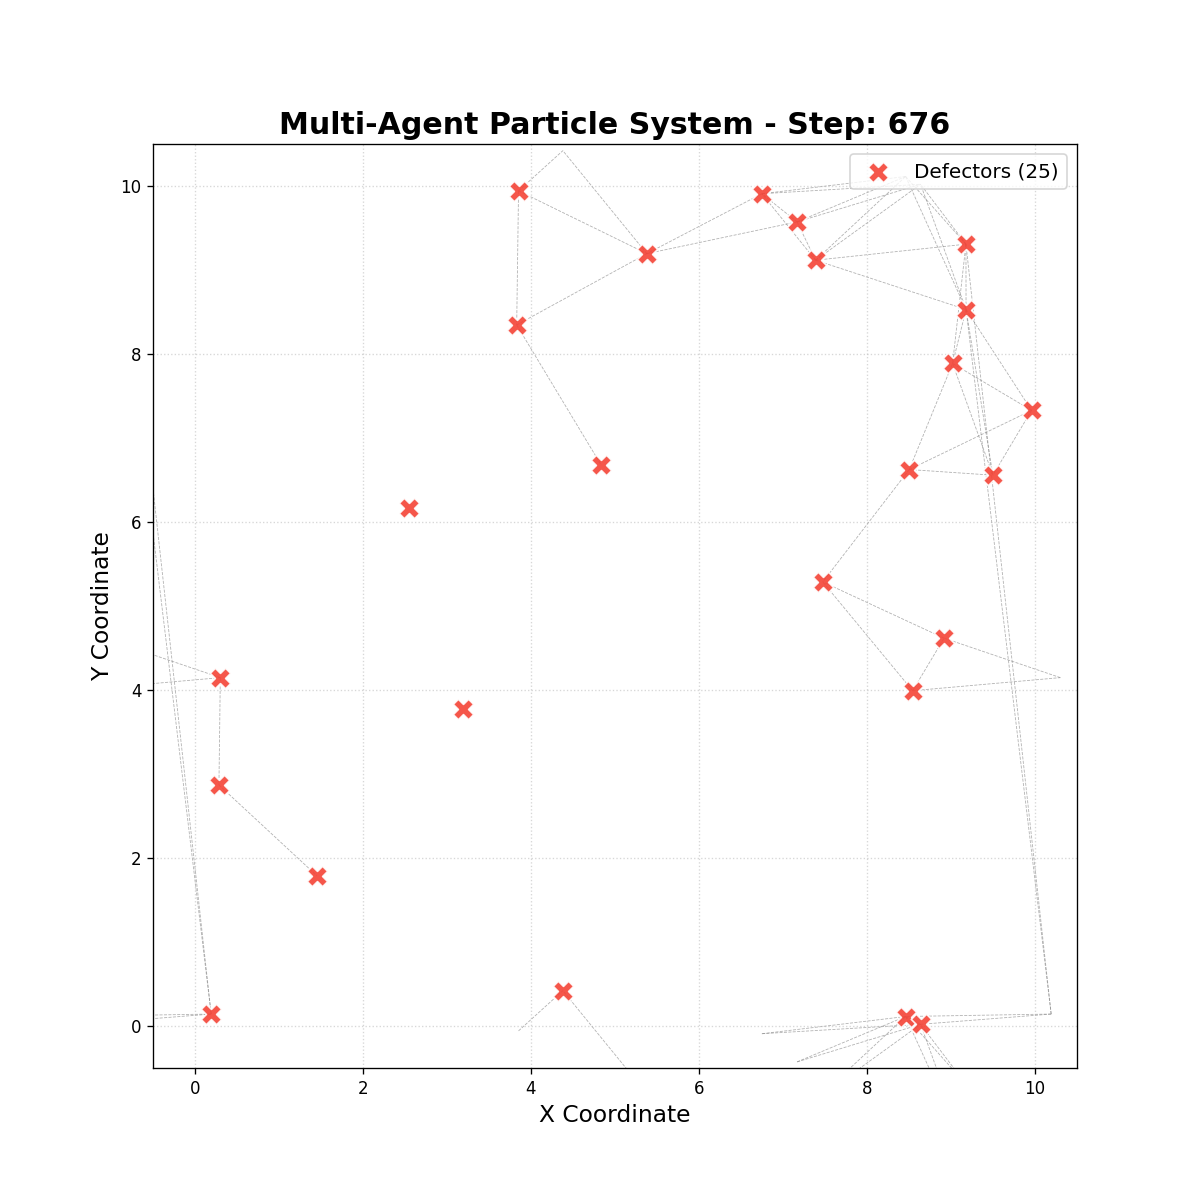 Multi-Agent Particle System - Step: 676
Defectors (25)
10
8
6
4
2
0
Y Coordinate
0 2 4 6 8 10
X Coordinate